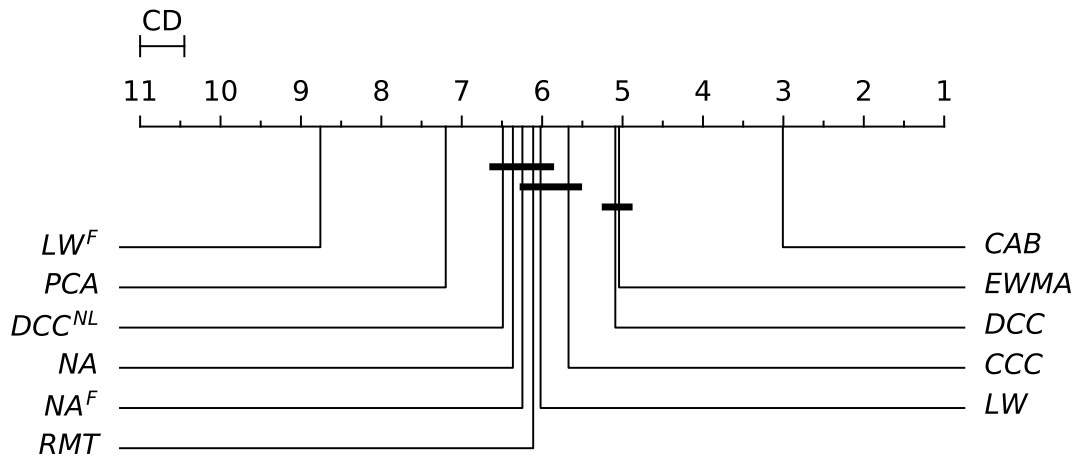 CD
11 10 9 8 7 6 5 4 3 2 1
LW^F CAB
PCA EWMA
DCC^NL DCC
NA CCC
NA^F LW
RMT